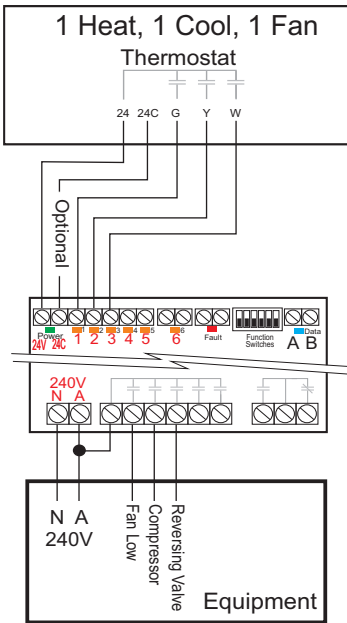 1 Heat, 1 Cool, 1 Fan
Thermostat
24 24C G Y W
Optional
1 2 3 4 5 6
Power
24V 24C 1 2 3 4 5 6
Fault
Function
Switches
Data
A B
240V
N A
N A
240V
Fan Low
Compressor
Reversing Valve
Equipment